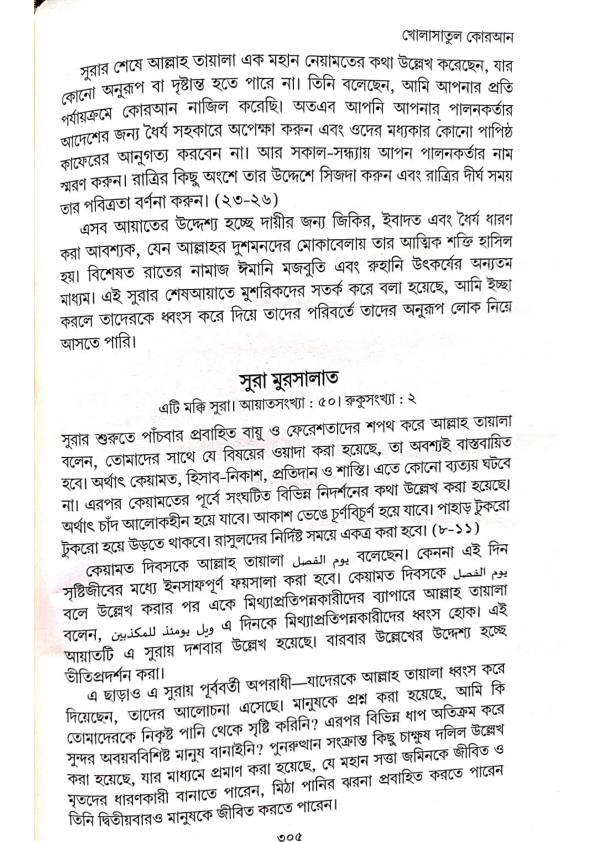 খোলাসাতুল কোরআন
সুরার শেষে আল্লাহ তায়ালা এক মহান নেয়ামতের কথা উল্লেখ করেছেন, যার
কোনো অনুরূপ বা দৃষ্টান্ত হতে পারে না। তিনি বলেছেন, আমি আপনার প্রতি
পর্যায়ক্রমে কোরআন নাজিল করেছি। অতএব আপনি আপনার পালনকর্তার
আদেশের জন্য ধৈর্য সহকারে অপেক্ষা করুন এবং ওদের মধ্যকার কোনো পাপিষ্ঠ
কাফেরের আনুগত্য করবেন না। আর সকাল-সন্ধ্যায় আপন পালনকর্তার নাম
স্মরণ করুন। রাত্রির কিছু অংশে তার উদ্দেশে সিজদা করুন এবং রাত্রির দীর্ঘ সময়
তার পবিত্রতা বর্ণনা করুন। (২৩-২৬)
এসব আয়াতের উদ্দেশ্য হচ্ছে দায়ীর জন্য জিকির, ইবাদত এবং ধৈর্য ধারণ
করা আবশ্যক, যেন আল্লাহর দুশমনদের মোকাবেলায় তার আত্মিক শক্তি হাসিল
হয়। বিশেষত রাতের নামাজ ঈমানি মজবুতি এবং রুহানি উৎকর্ষের অন্যতম
মাধ্যম। এই সুরার শেষআয়াতে মুশরিকদের সতর্ক করে বলা হয়েছে, আমি ইচ্ছা
করলে তাদেরকে ধ্বংস করে দিয়ে তাদের পরিবর্তে তাদের অনুরূপ লোক নিয়ে
আসতে পারি।
সুরা মুরসালাত
এটি মক্কি সুরা। আয়াতসংখ্যা : ৫০। রুকুসংখ্যা : ২
সুরার শুরুতে পাঁচবার প্রবাহিত বায়ু ও ফেরেশতাদের শপথ করে আল্লাহ তায়ালা
বলেন, তোমাদের সাথে যে বিষয়ের ওয়াদা করা হয়েছে, তা অবশ্যই বাস্তবায়িত
হবে। অর্থাৎ কেয়ামত, হিসাব-নিকাশ, প্রতিদান ও শাস্তি। এতে কোনো ব্যত্যয় ঘটবে
না। এরপর কেয়ামতের পূর্বে সংঘটিত বিভিন্ন নিদর্শনের কথা উল্লেখ করা হয়েছে।
অর্থাৎ চাঁদ আলোকহীন হয়ে যাবে। আকাশ ভেঙে চূর্ণবিচূর্ণ হয়ে যাবে। পাহাড় টুকরো
টুকরো হয়ে উড়তে থাকবে। রাসুলদের নির্দিষ্ট সময়ে একত্র করা হবে। (৮-১১)
কেয়ামত দিবসকে আল্লাহ তায়ালা يوم الفصل বলেছেন। কেননা এই দিন
সৃষ্টিজীবের মধ্যে ইনসাফপূর্ণ ফয়সালা করা হবে। কেয়ামত দিবসকে يوم الفصل
বলে উল্লেখ করার পর একে মিথ্যাপ্রতিপন্নকারীদের ব্যাপারে আল্লাহ তায়ালা
বলেন, ويل يومئذ للمكذبين এ দিনকে মিথ্যাপ্রতিপন্নকারীদের ধ্বংস হোক। এই
আয়াতটি এ সুরায় দশবার উল্লেখ হয়েছে। বারবার উল্লেখের উদ্দেশ্য হচ্ছে
ভীতিপ্রদর্শন করা।
এ ছাড়াও এ সুরায় পূর্ববর্তী অপরাধী—যাদেরকে আল্লাহ তায়ালা ধ্বংস করে
দিয়েছেন, তাদের আলোচনা এসেছে। মানুষকে প্রশ্ন করা হয়েছে, আমি কি
তোমাদেরকে নিকৃষ্ট পানি থেকে সৃষ্টি করিনি? এরপর বিভিন্ন ধাপ অতিক্রম করে
সুন্দর অবয়ববিশিষ্ট মানুষ বানাইনি? পুনরুত্থান সংক্রান্ত কিছু চাক্ষুষ দলিল উল্লেখ
করা হয়েছে, যার মাধ্যমে প্রমাণ করা হয়েছে, যে মহান সত্তা জমিনকে জীবিত ও
মৃতদের ধারণকারী বানাতে পারেন, মিঠা পানির ঝরনা প্রবাহিত করতে পারেন
তিনি দ্বিতীয়বারও মানুষকে জীবিত করতে পারেন।
৩০৫